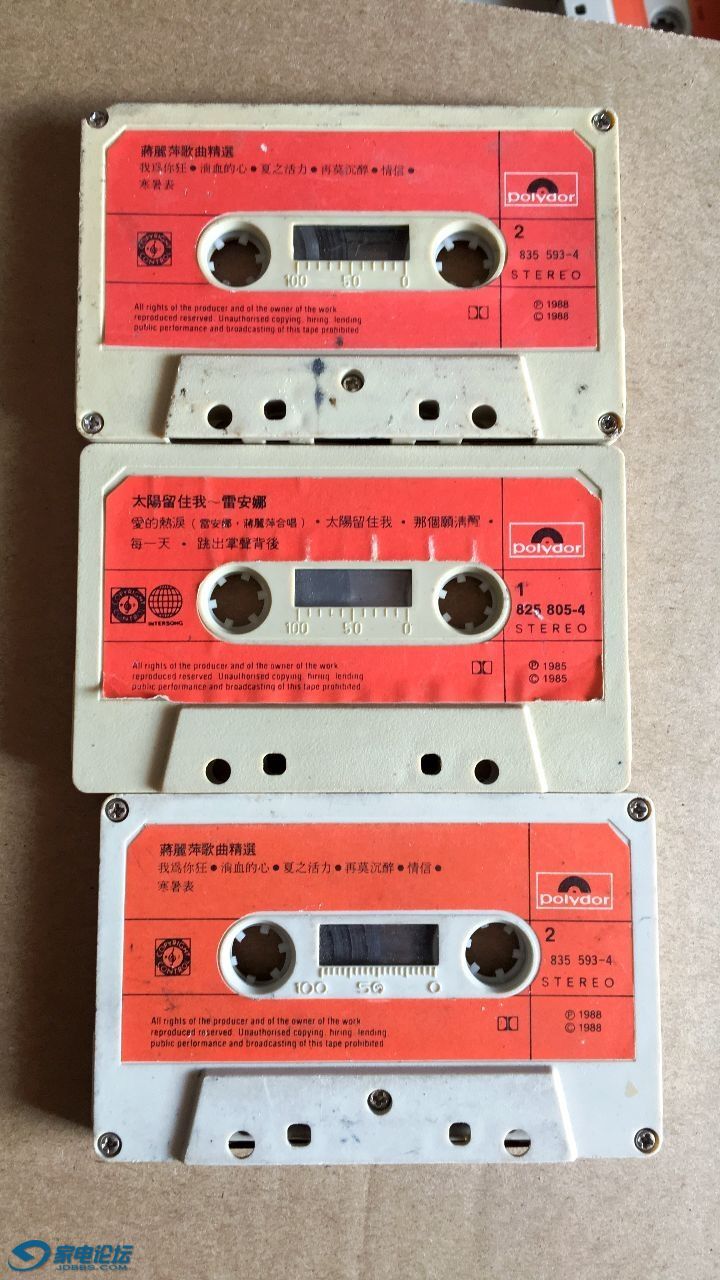 蔣麗萍歌曲精選
我爲你狂 ● 淌血的心 ● 夏之活力 ● 再莫沉醉 ● 情信 ●
寒暑表
polydor
COPYRIGHT CONTROL
2
835 593-4
STEREO
100 50 0
All rights of the producer and of the owner of the work
reproduced reserved. Unauthorised copying, hiring, lending
public performance and broadcasting of this tape prohibited
℗ 1988
© 1988
太陽留住我～雷安娜
愛的熱淚(雷安娜，蔣麗萍合唱) • 太陽留住我 • 那個願清醒 •
每一天 • 跳出掌聲背後
polydor
COPYRIGHT CONTROL
INTERSONG
1
825 805-4
STEREO
100 50 0
All rights of the producer and of the owner of the work
reproduced reserved. Unauthorised copying, hiring, lending
public performance and broadcasting of this tape prohibited
℗ 1985
© 1985
蔣麗萍歌曲精選
我爲你狂 ● 淌血的心 ● 夏之活力 ● 再莫沉醉 ● 情信 ●
寒暑表
polydor
COPYRIGHT CONTROL
2
835 593-4
STEREO
100 50 0
All rights of the producer and of the owner of the work
reproduced reserved. Unauthorised copying, hiring, lending
public performance and broadcasting of this tape prohibited
℗ 1988
© 1988
家电论坛
JDBBS.COM